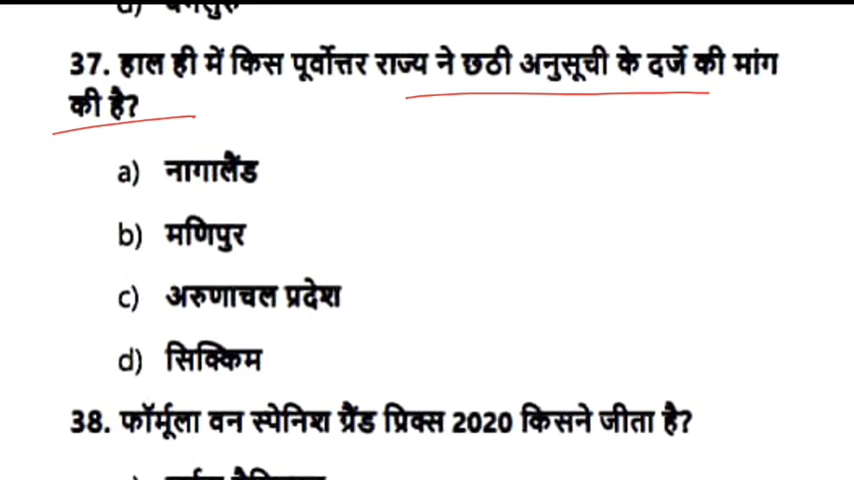 37. हाल ही में किस पूर्वोत्तर राज्य ने छठी अनुसूची के दर्जे की मांग
की है?
a) नागालैंड
b) मणिपुर
c) अरुणाचल प्रदेश
d) सिक्किम
38. फॉर्मूला वन स्पेनिश ग्रैंड प्रिक्स 2020 किसने जीता है?